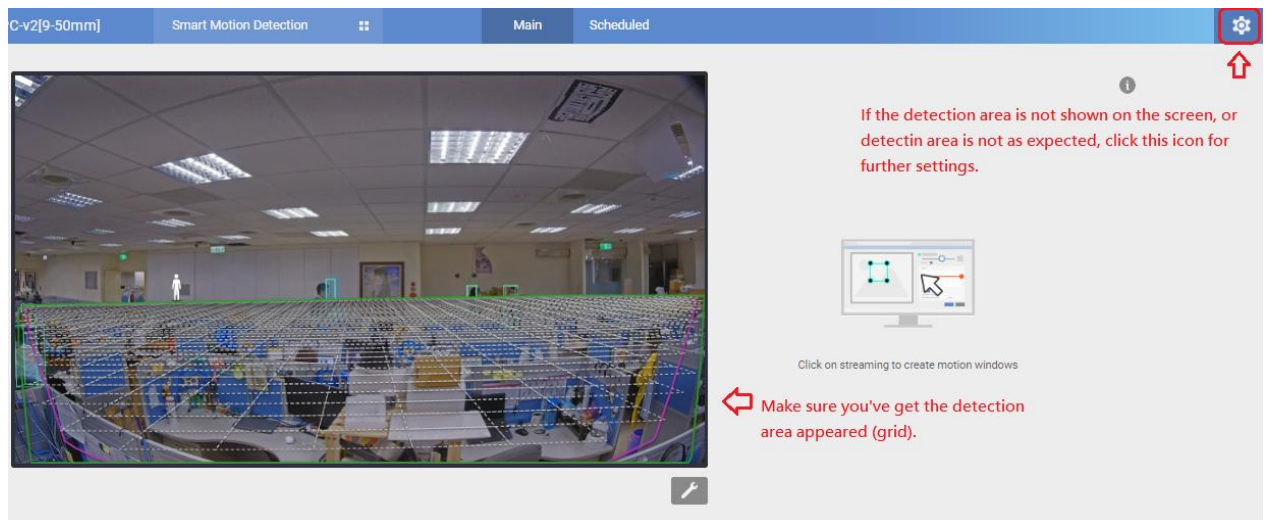 C-v2[9-50mm] Smart Motion Detection Main Scheduled
If the detection area is not shown on the screen, or
detectin area is not as expected, click this icon for
further settings.
Click on streaming to create motion windows
Make sure you've get the detection
area appeared (grid).